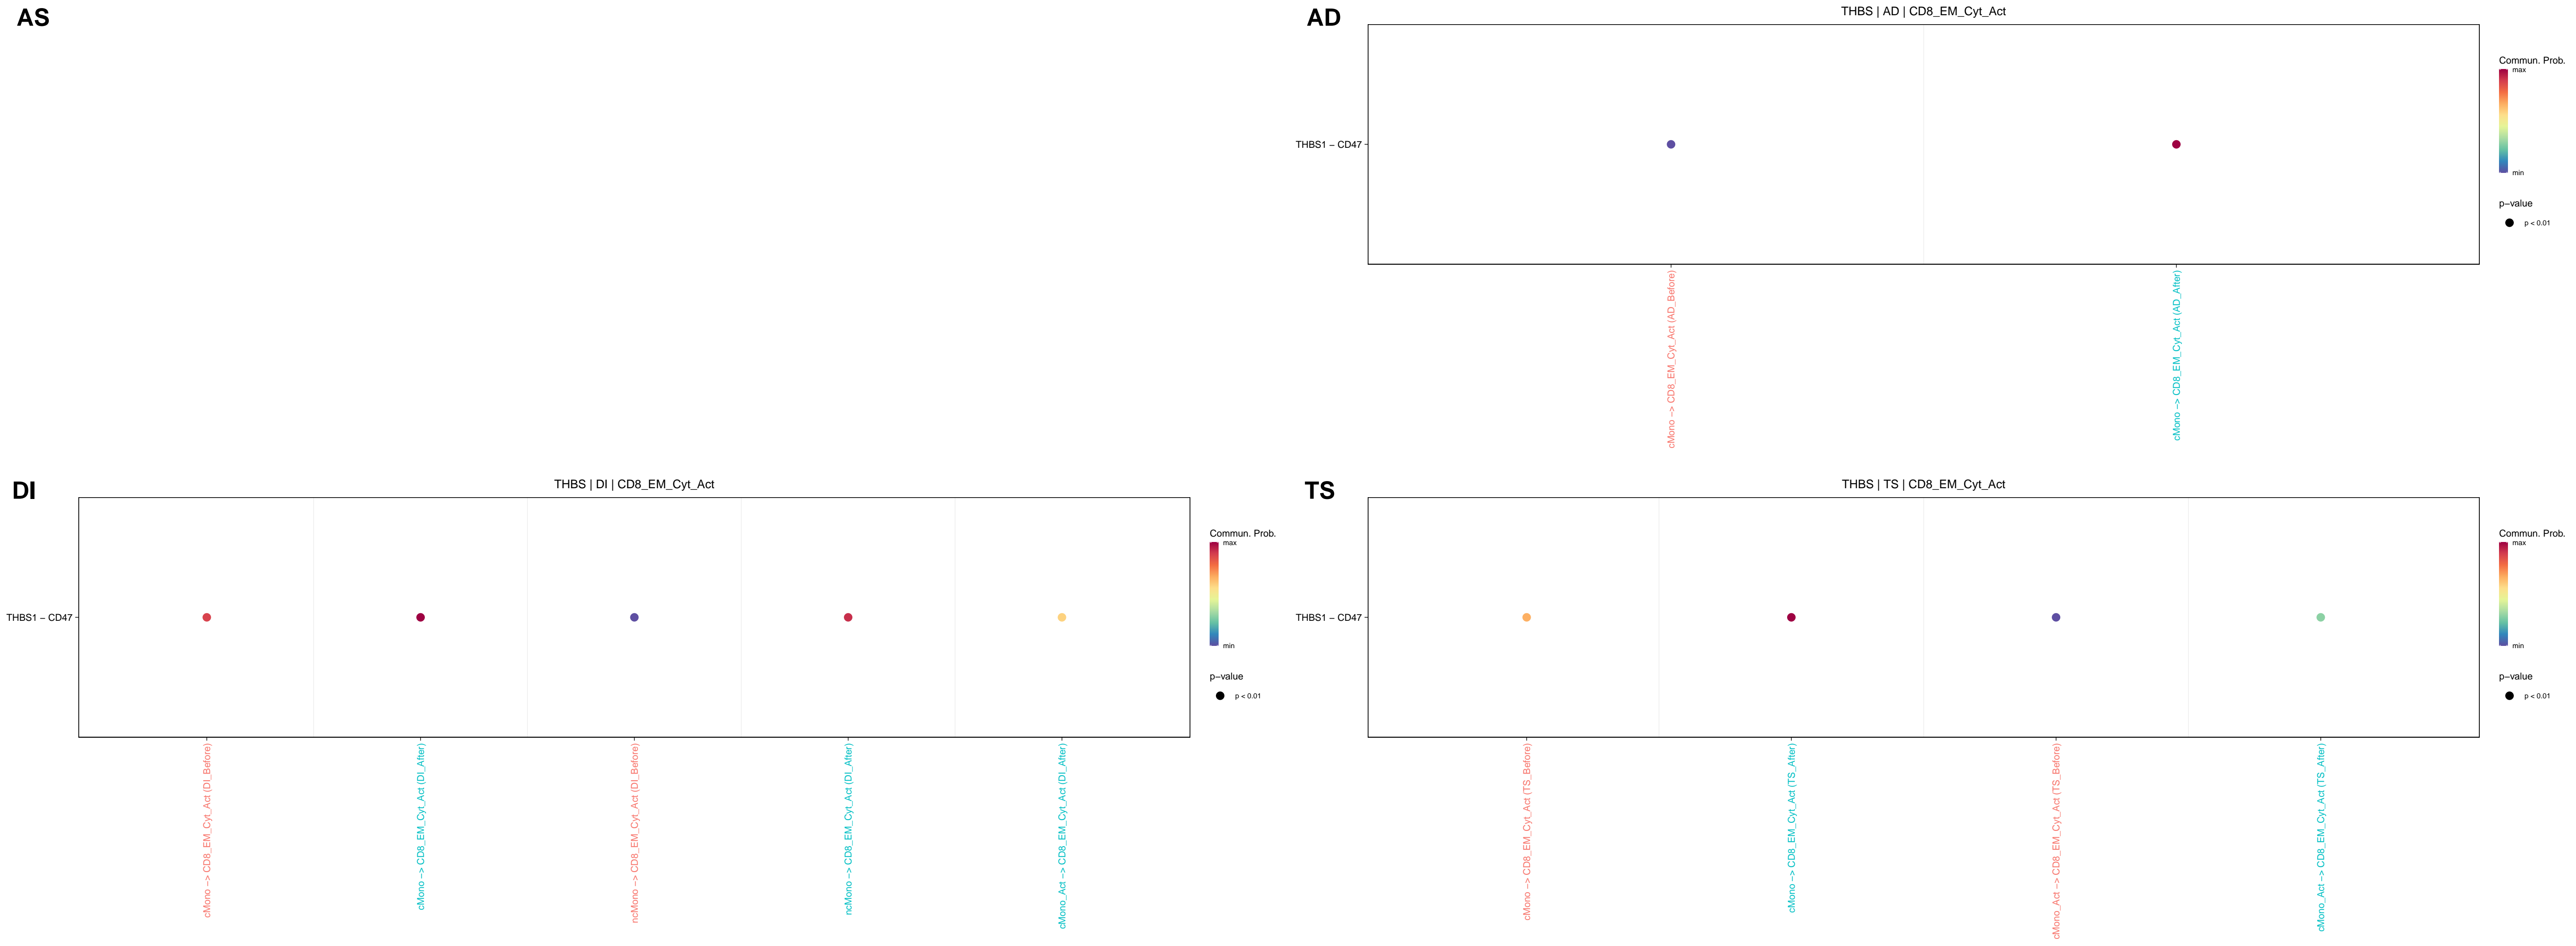 AS
AD
THBS | AD | CD8_EM_Cyt_Act
THBS1 − CD47
cMono −> CD8_EM_Cyt_Act (AD_Before)
cMono −> CD8_EM_Cyt_Act (AD_After)
Commun. Prob.
max
min
p−value
p < 0.01
DI
THBS | DI | CD8_EM_Cyt_Act
THBS1 − CD47
cMono −> CD8_EM_Cyt_Act (DI_Before)
cMono −> CD8_EM_Cyt_Act (DI_After)
ncMono −> CD8_EM_Cyt_Act (DI_Before)
ncMono −> CD8_EM_Cyt_Act (DI_After)
cMono_Act −> CD8_EM_Cyt_Act (DI_After)
Commun. Prob.
max
min
p−value
p < 0.01
TS
THBS | TS | CD8_EM_Cyt_Act
THBS1 − CD47
cMono −> CD8_EM_Cyt_Act (TS_Before)
cMono −> CD8_EM_Cyt_Act (TS_After)
cMono_Act −> CD8_EM_Cyt_Act (TS_Before)
cMono_Act −> CD8_EM_Cyt_Act (TS_After)
Commun. Prob.
max
min
p−value
p < 0.01